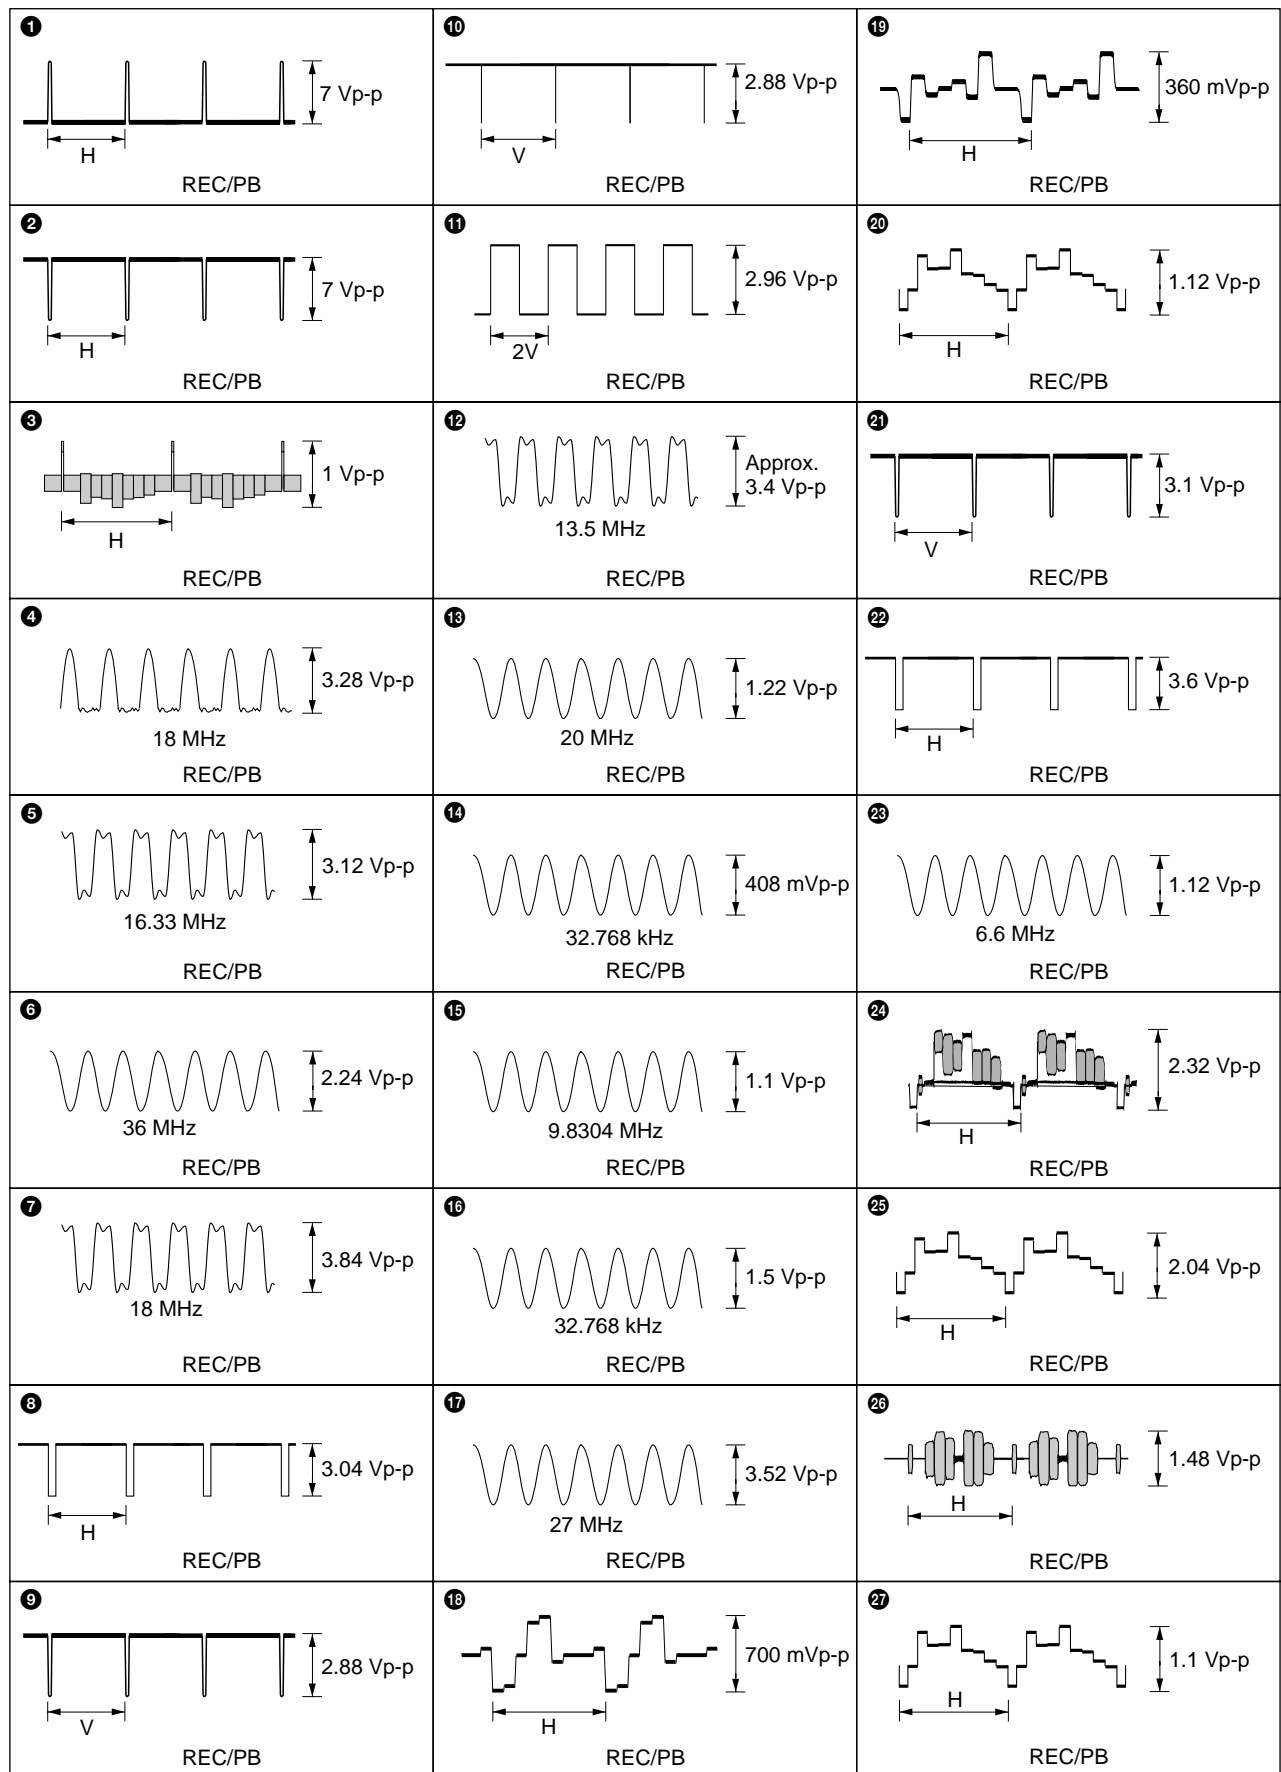 1
7 Vp-p
H
REC/PB
2
7 Vp-p
H
REC/PB
3
1 Vp-p
H
REC/PB
4
3.28 Vp-p
18 MHz
REC/PB
5
3.12 Vp-p
16.33 MHz
REC/PB
6
2.24 Vp-p
36 MHz
REC/PB
7
3.84 Vp-p
18 MHz
REC/PB
8
3.04 Vp-p
H
REC/PB
9
2.88 Vp-p
V
REC/PB
10
2.88 Vp-p
V
REC/PB
11
2.96 Vp-p
2V
REC/PB
12
Approx.
3.4 Vp-p
13.5 MHz
REC/PB
13
1.22 Vp-p
20 MHz
REC/PB
14
408 mVp-p
32.768 kHz
REC/PB
15
1.1 Vp-p
9.8304 MHz
REC/PB
16
1.5 Vp-p
32.768 kHz
REC/PB
17
3.52 Vp-p
27 MHz
REC/PB
18
700 mVp-p
H
REC/PB
19
360 mVp-p
H
REC/PB
20
1.12 Vp-p
H
REC/PB
21
3.1 Vp-p
V
REC/PB
22
3.6 Vp-p
H
REC/PB
23
1.12 Vp-p
6.6 MHz
REC/PB
24
2.32 Vp-p
H
REC/PB
25
2.04 Vp-p
H
REC/PB
26
1.48 Vp-p
H
REC/PB
27
1.1 Vp-p
H
REC/PB